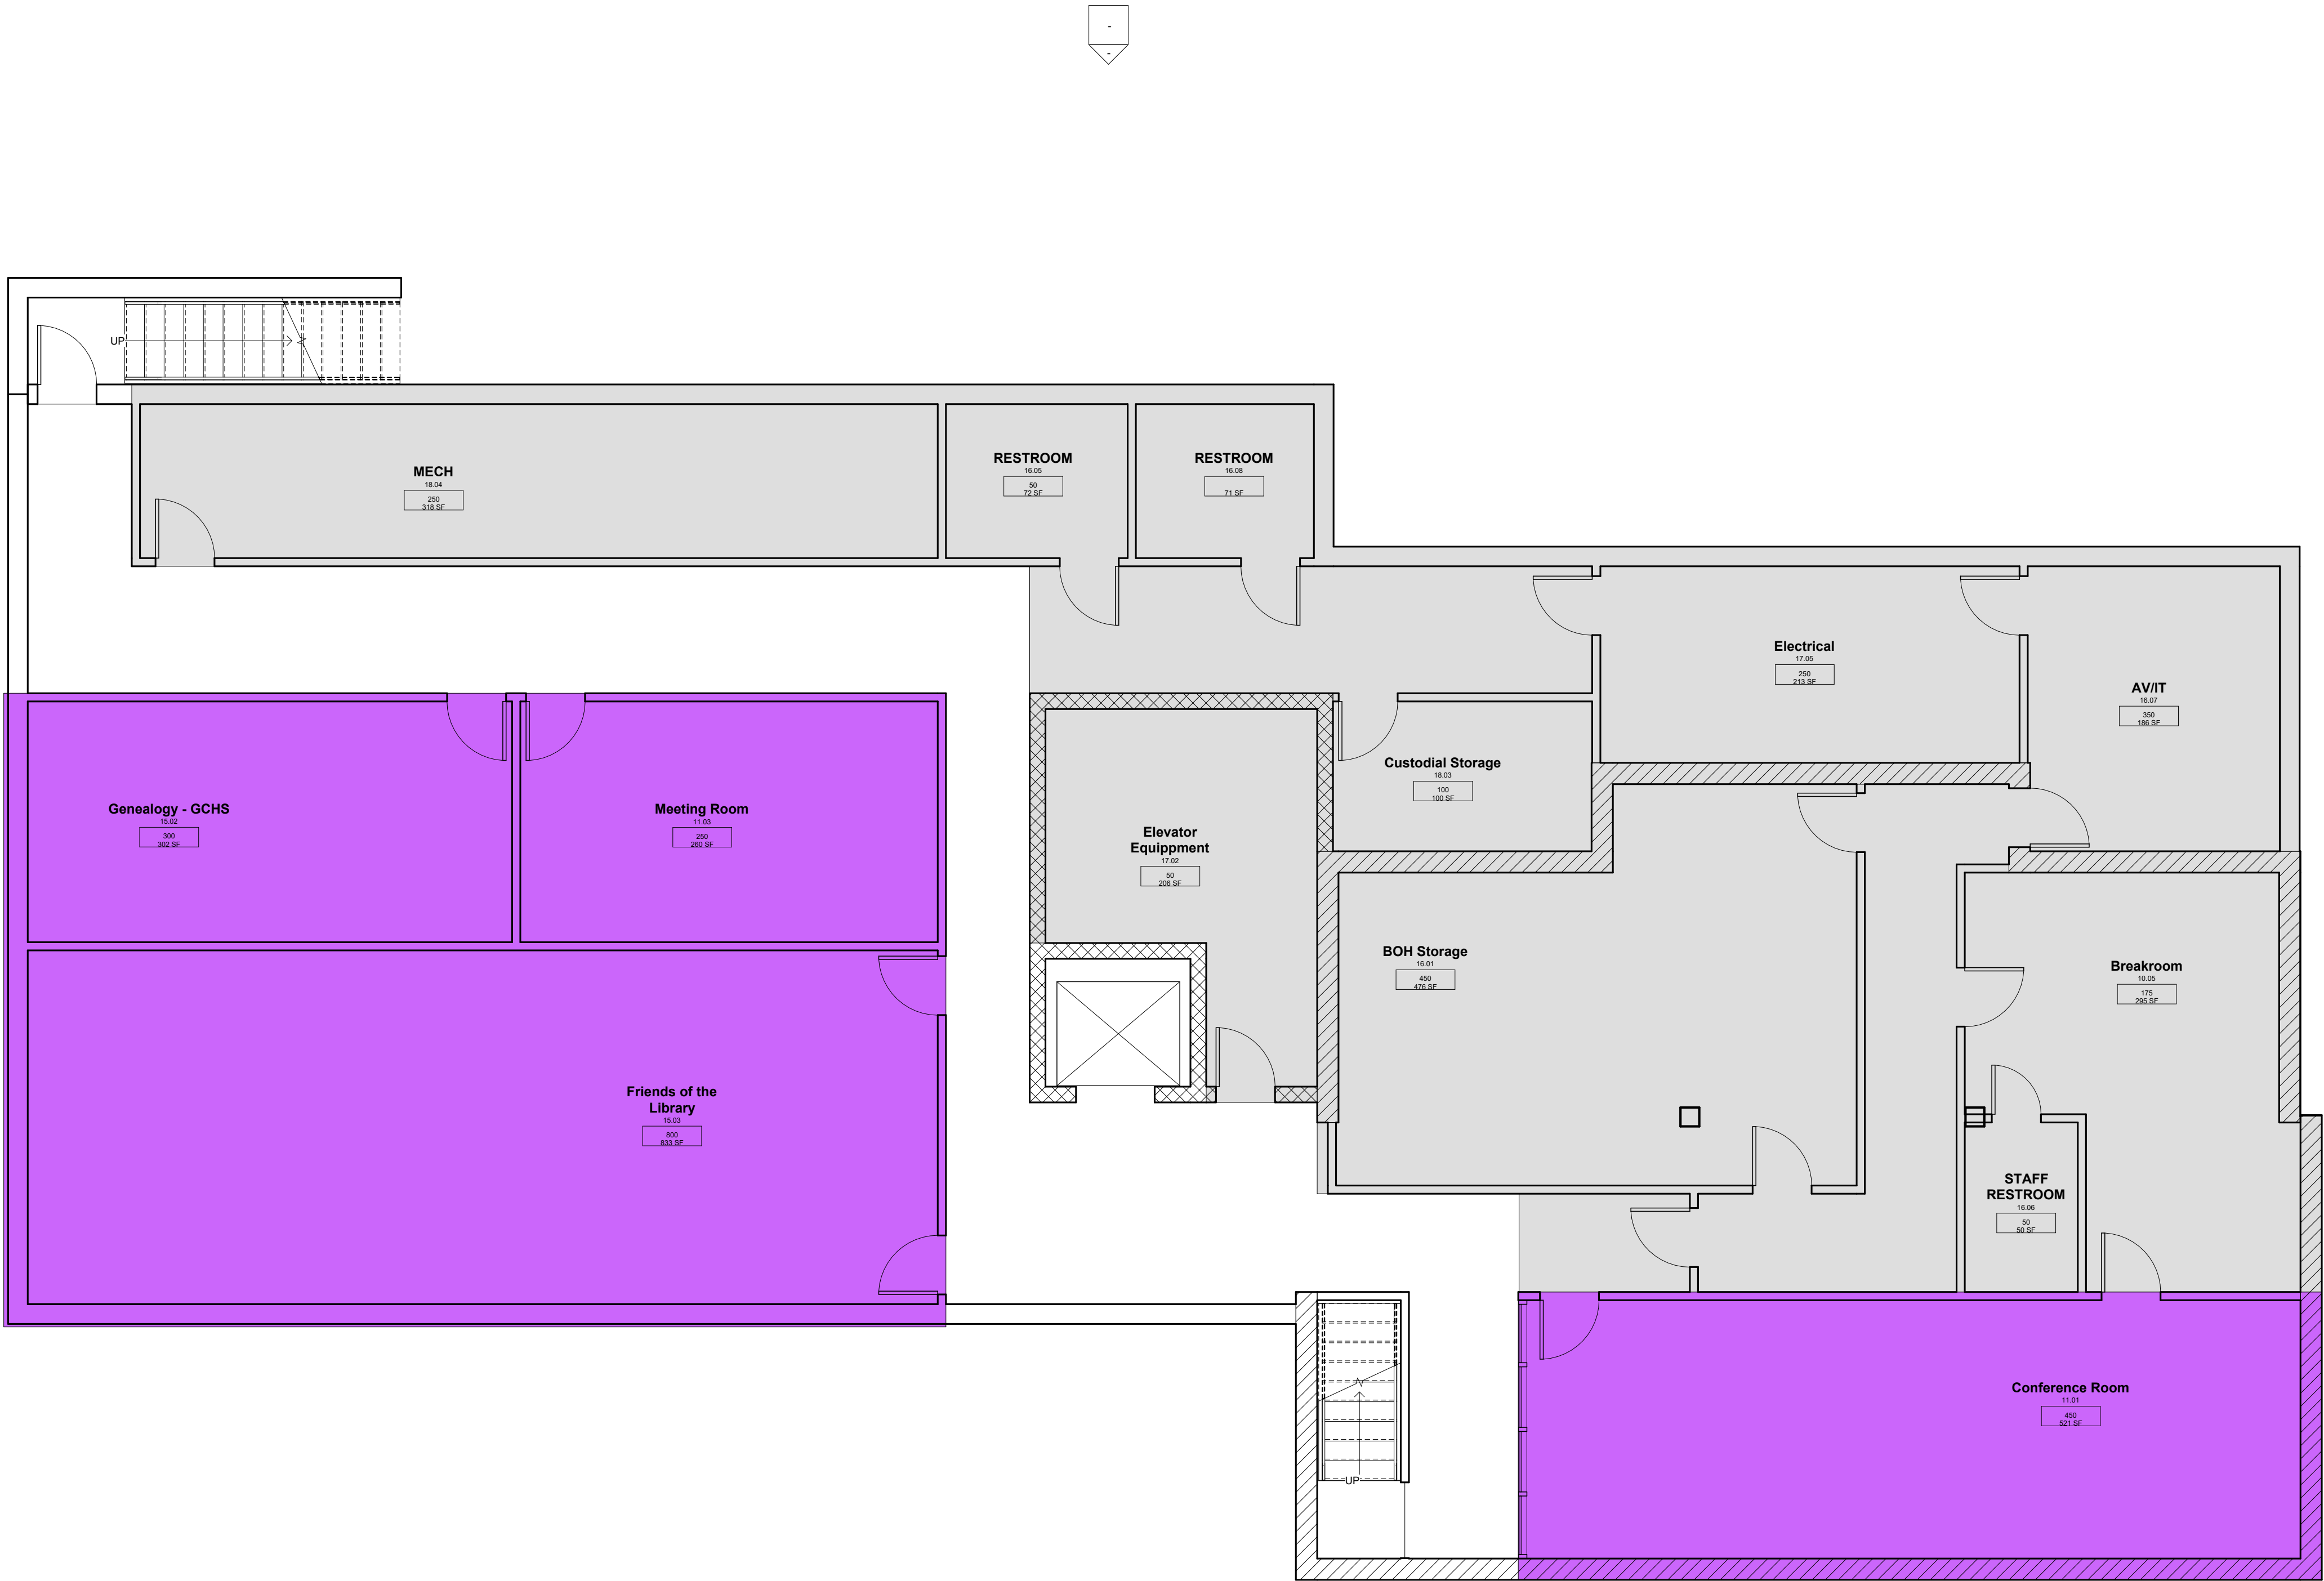 -
-
UP
MECH
18.04
250
318 SF
RESTROOM
16.05
50
72 SF
RESTROOM
16.08
71 SF
Electrical
17.05
250
213 SF
AV/IT
16.07
350
186 SF
Genealogy - GCHS
15.02
300
302 SF
Meeting Room
11.03
250
260 SF
Custodial Storage
18.03
100
100 SF
Elevator
Equippment
17.02
50
206 SF
BOH Storage
16.01
450
476 SF
Breakroom
10.05
175
295 SF
Friends of the
Library
15.03
800
833 SF
STAFF
RESTROOM
16.06
50
50 SF
Conference Room
11.01
450
521 SF
UP